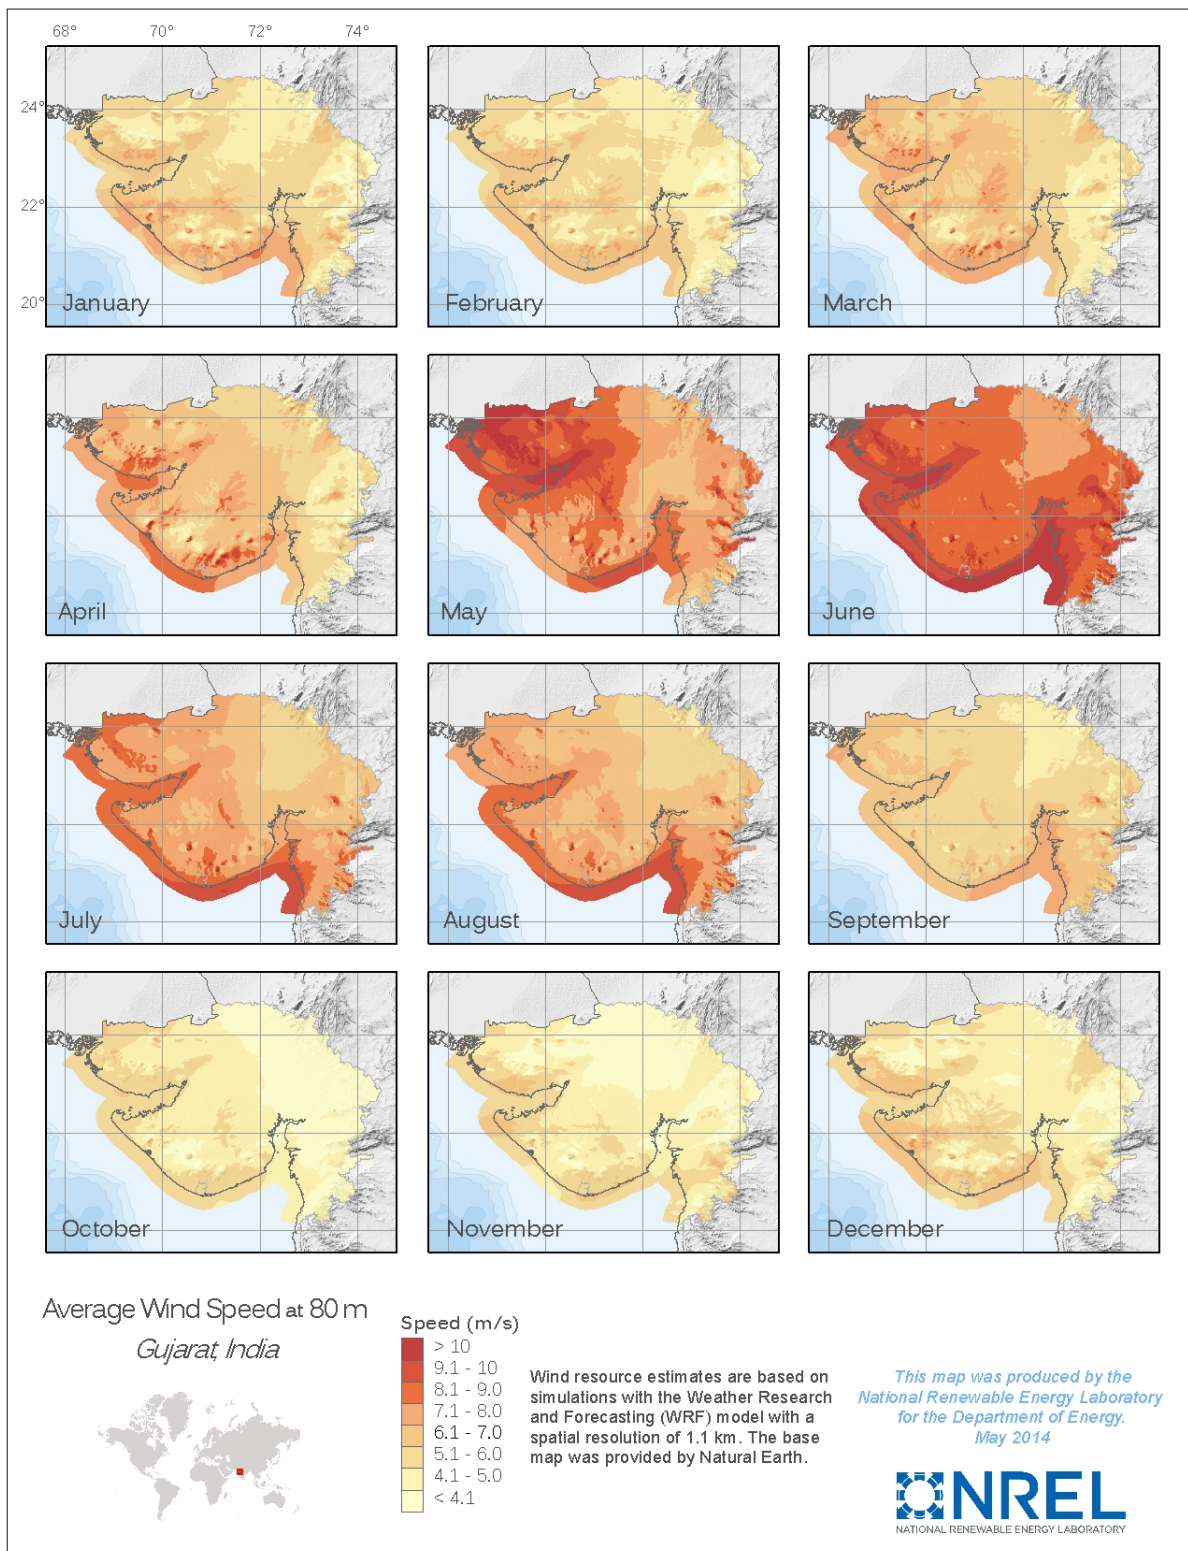 68° 70° 72° 74°
24°
22°
20°
January
February
March
April
May
June
July
August
September
October
November
December
Average Wind Speed at 80 m
Gujarat, India
Speed (m/s)
> 10
9.1 - 10
8.1 - 9.0
7.1 - 8.0
6.1 - 7.0
5.1 - 6.0
4.1 - 5.0
< 4.1
Wind resource estimates are based on
simulations with the Weather Research
and Forecasting (WRF) model with a
spatial resolution of 1.1 km. The base
map was provided by Natural Earth.
This map was produced by the
National Renewable Energy Laboratory
for the Department of Energy.
May 2014
NREL
NATIONAL RENEWABLE ENERGY LABORATORY